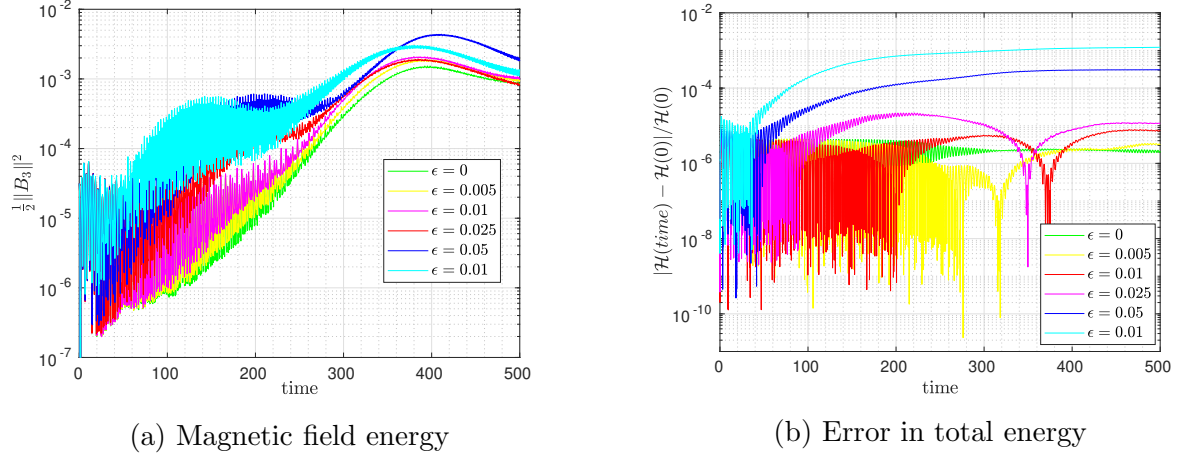 10^-2
10^-3
10^-4
10^-5
10^-6
10^-7
½||B₃||²
0 100 200 300 400 500
time
ϵ = 0
ϵ = 0.005
ϵ = 0.01
ϵ = 0.025
ϵ = 0.05
ϵ = 0.01
(a) Magnetic field energy
10^-2
10^-4
10^-6
10^-8
10^-10
|H(time) − H(0)|/H(0)
0 100 200 300 400 500
time
ϵ = 0
ϵ = 0.005
ϵ = 0.01
ϵ = 0.025
ϵ = 0.05
ϵ = 0.01
(b) Error in total energy